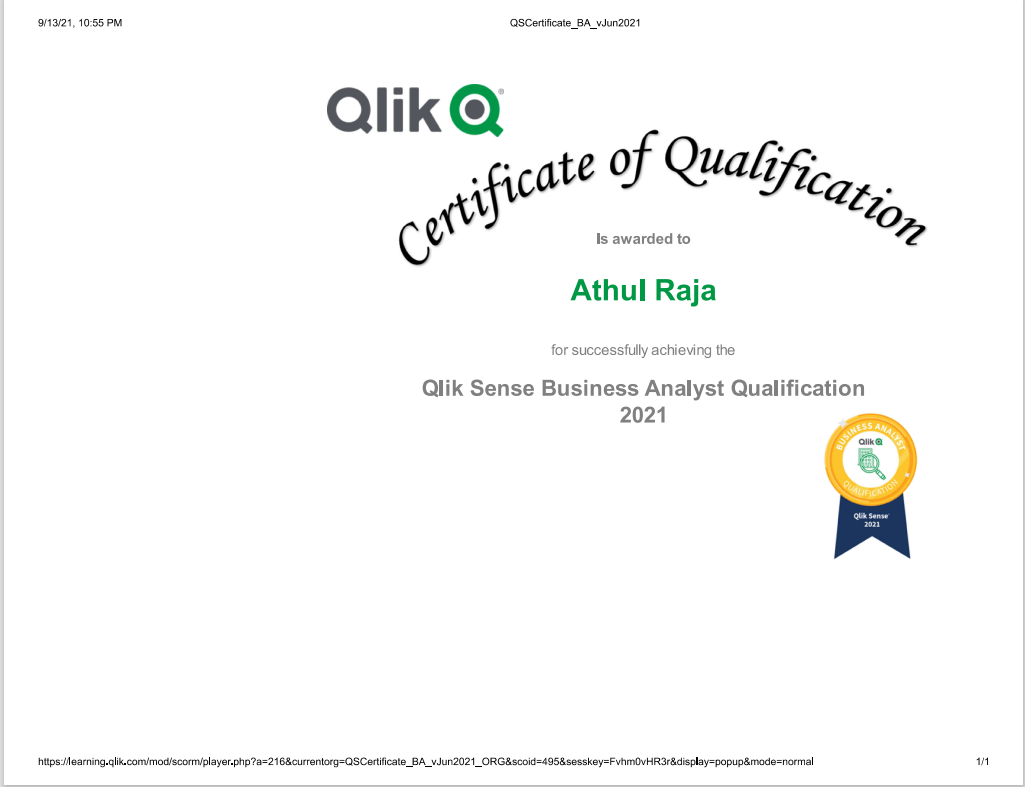 9/13/21, 10:55 PM
QSCertificate_BA_vJun2021
Qlik
®
Certificate of Qualification
Is awarded to
Athul Raja
for successfully achieving the
Qlik Sense Business Analyst Qualification
2021
BUSINESS ANALYST
Qlik
QUALIFICATION
Qlik Sense®
2021
https://learning.qlik.com/mod/scorm/player.php?a=216&currentorg=QSCertificate_BA_vJun2021_ORG&scoid=495&sesskey=Fvhm0vHR3r&display=popup&mode=normal
1/1